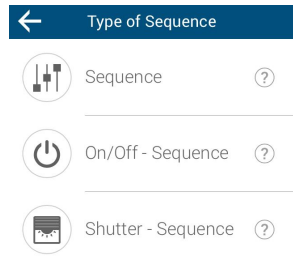 Type of Sequence
Sequence ?
On/Off - Sequence ?
Shutter - Sequence ?